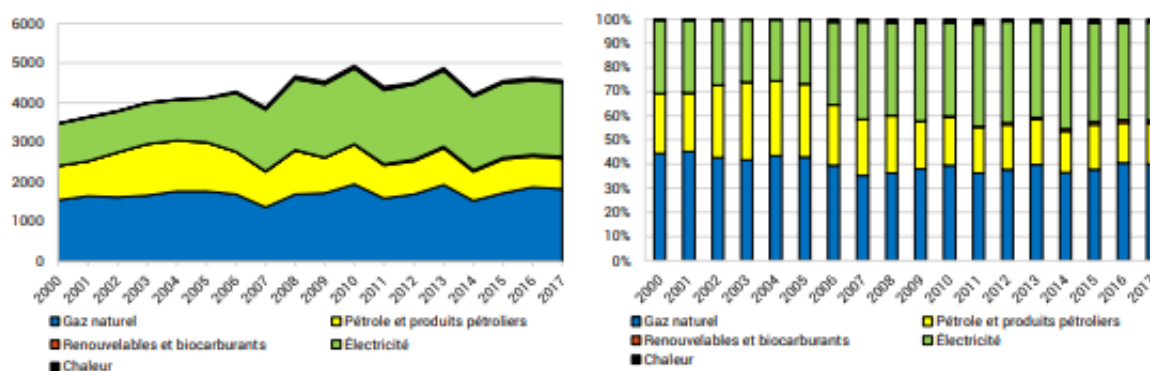 6000
5000
4000
3000
2000
1000
0
2000 2001 2002 2003 2004 2005 2006 2007 2008 2009 2010 2011 2012 2013 2014 2015 2016 2017
Gaz naturel Pétrole et produits pétroliers
Renouvelables et biocarburants Électricité
Chaleur
100%
90%
80%
70%
60%
50%
40%
30%
20%
10%
0%
2000 2001 2002 2003 2004 2005 2006 2007 2008 2009 2010 2011 2012 2013 2014 2015 2016 2017
Gaz naturel Pétrole et produits pétroliers
Renouvelables et biocarburants Électricité
Chaleur